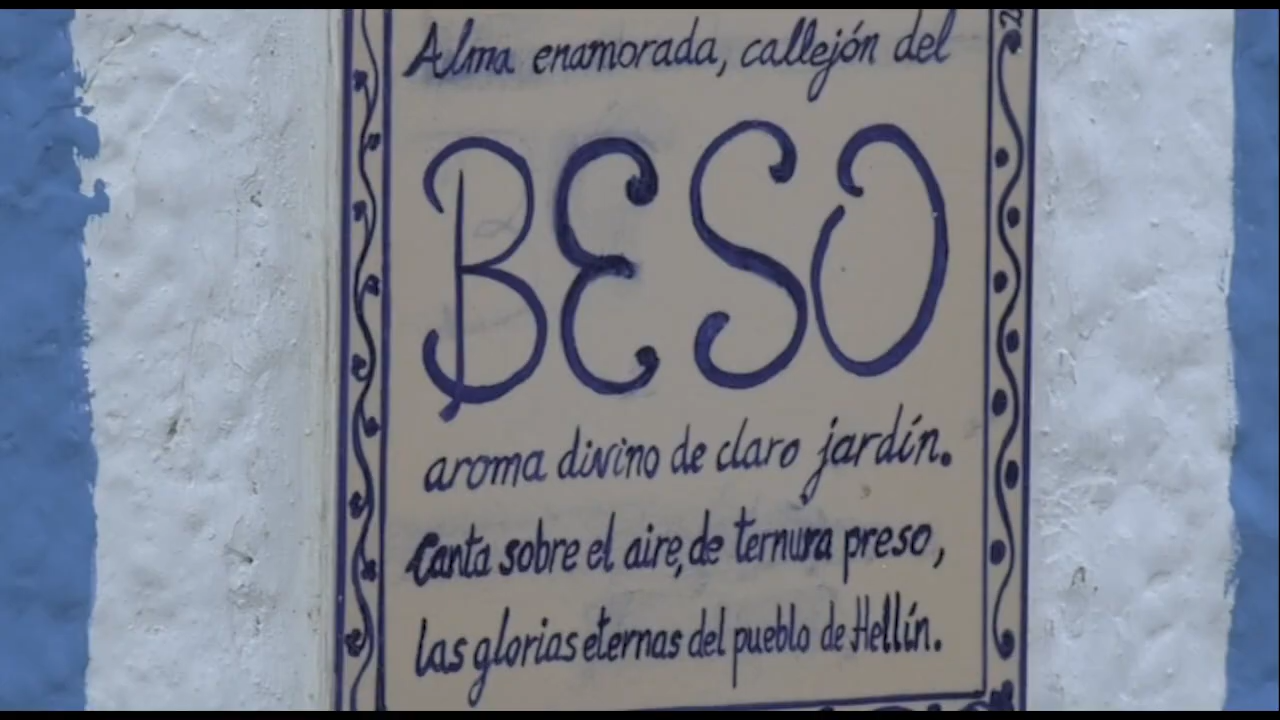 Alma enamorada, callejón del
BESO
aroma divino de claro jardín.
Canta sobre el aire, de ternura preso,
las glorias eternas del pueblo de Hellín.